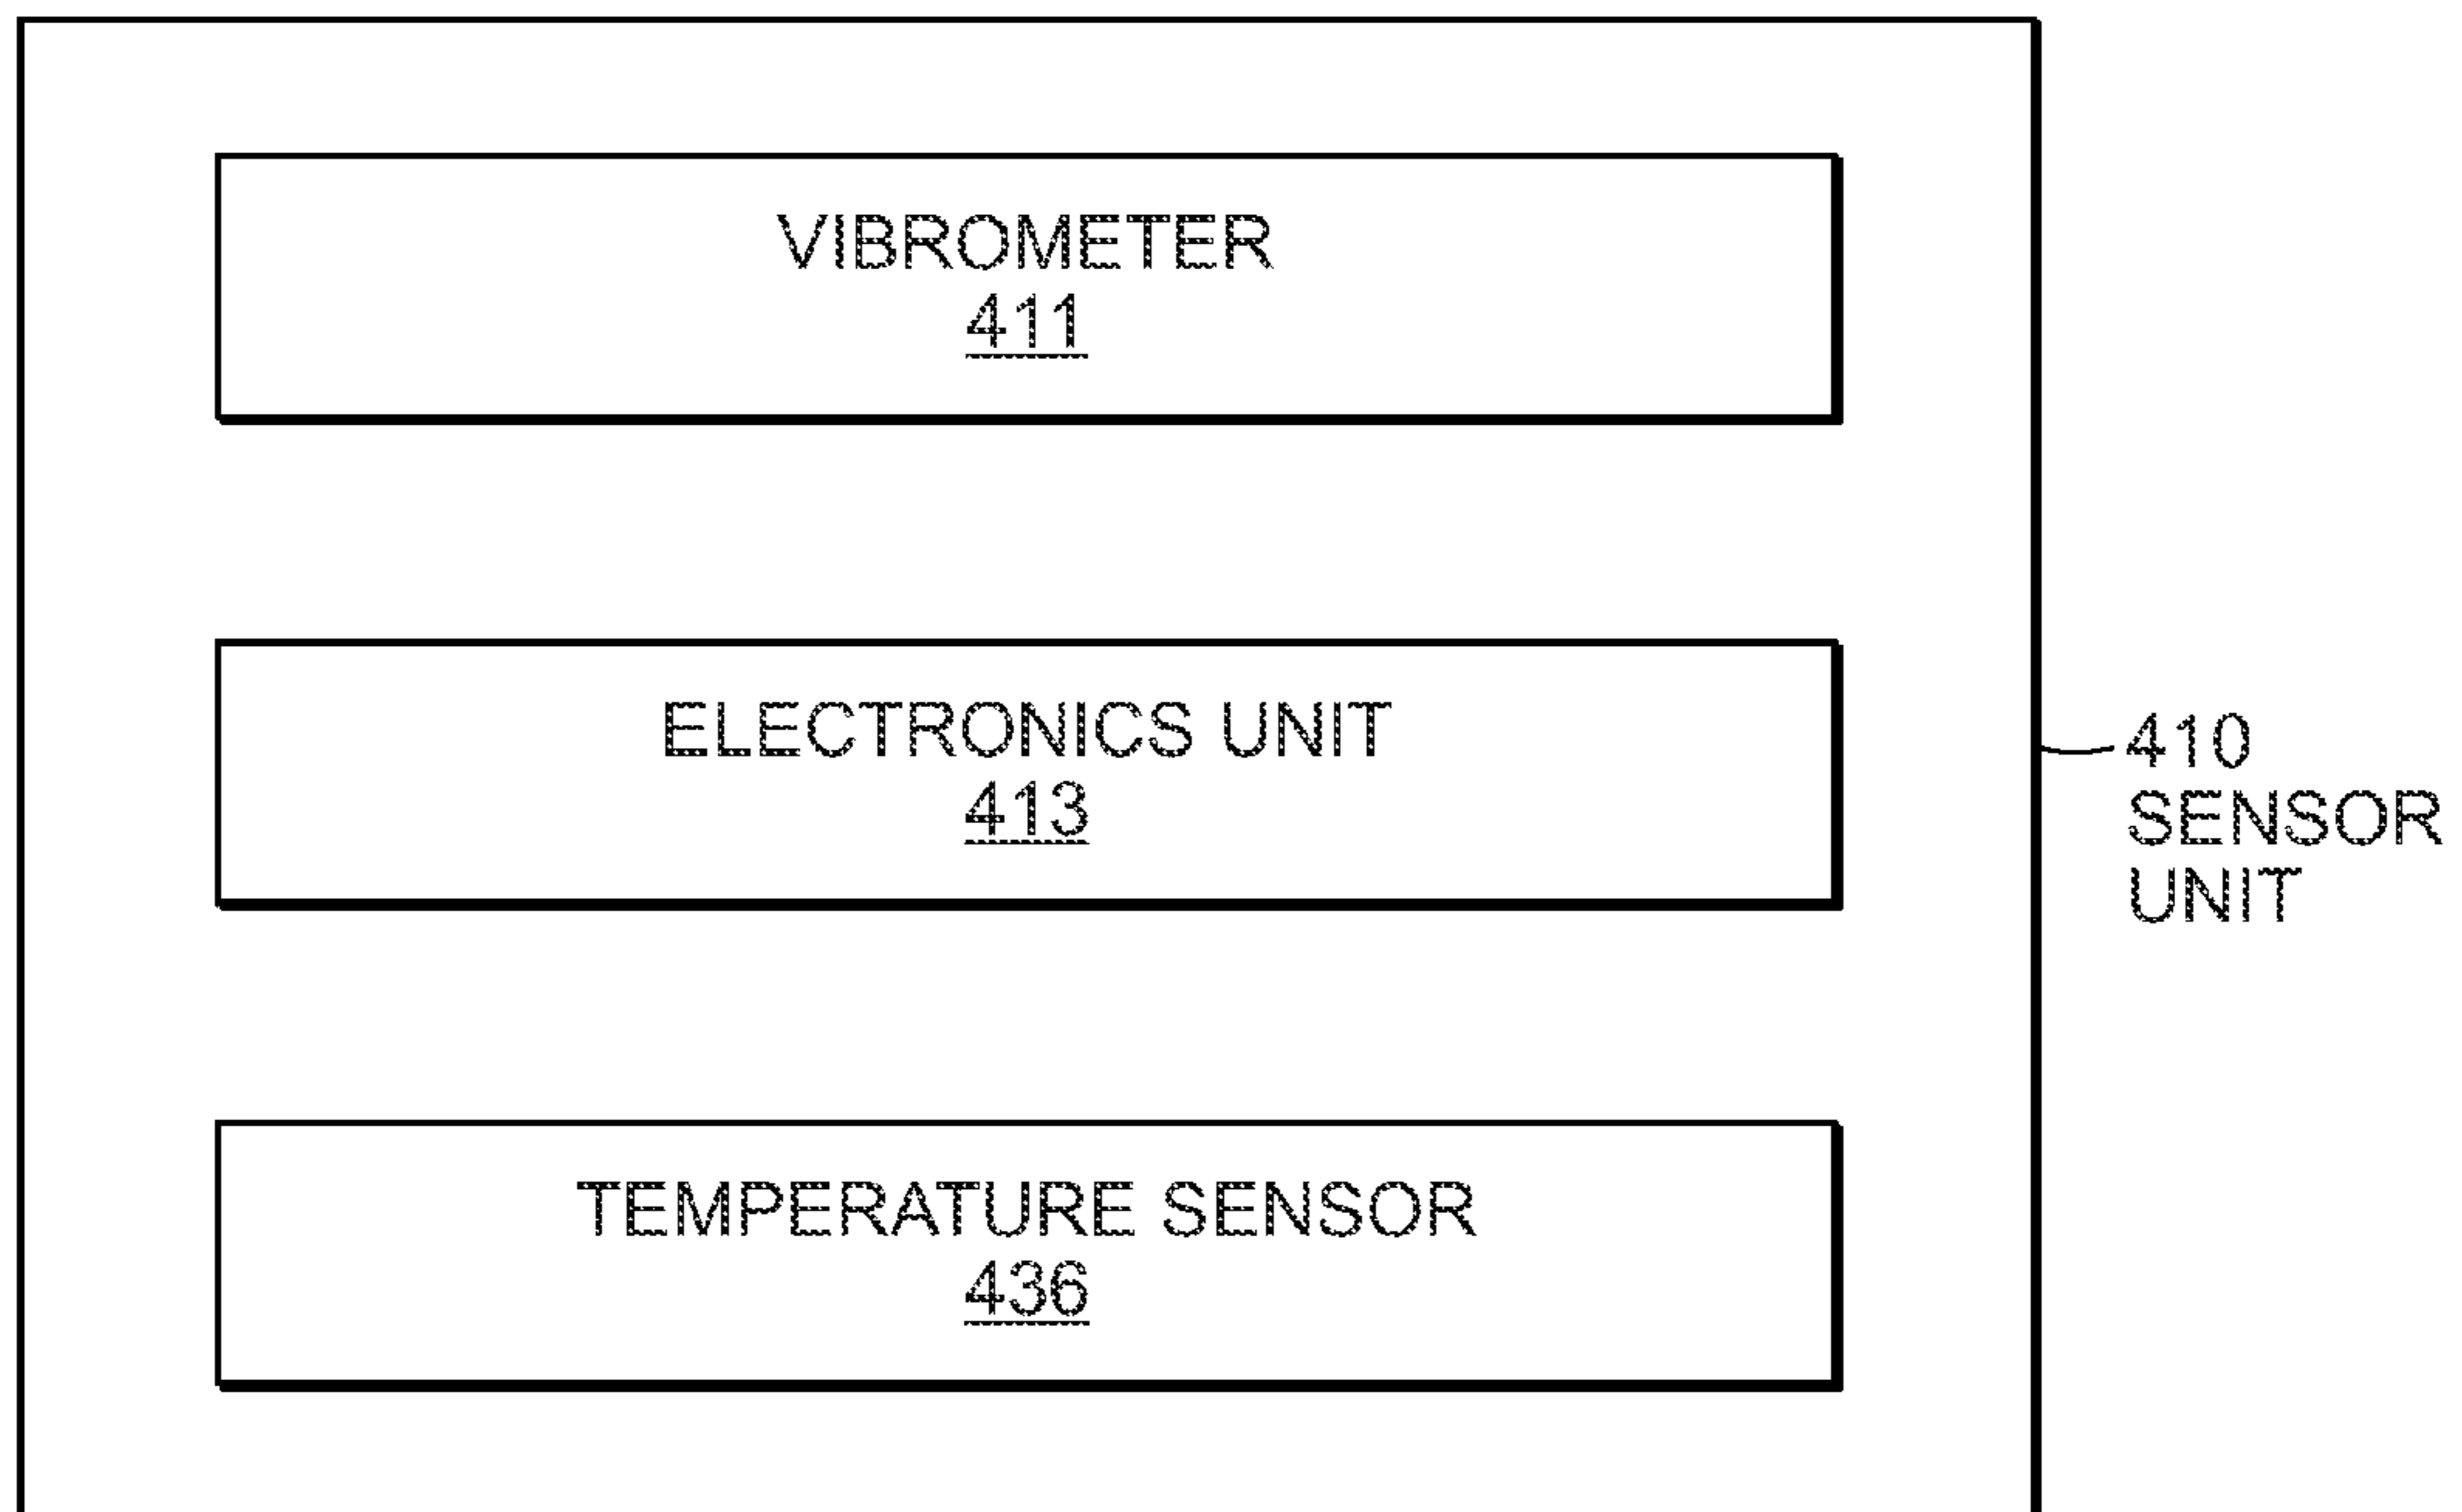 VIBROMETER
411
ELECTRONICS UNIT
413
410
SENSOR
UNIT
TEMPERATURE SENSOR
436